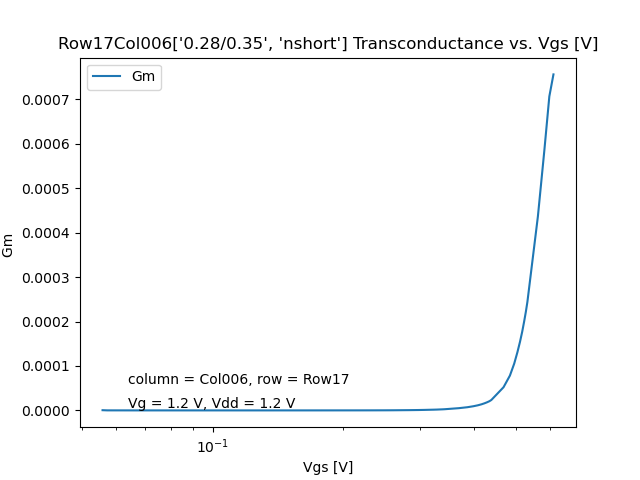 Row17Col006['0.28/0.35', 'nshort'] Transconductance vs. Vgs [V]
Gm
0.0007
0.0006
0.0005
0.0004
0.0003
0.0002
0.0001
0.0000
Gm
column = Col006, row = Row17
Vg = 1.2 V, Vdd = 1.2 V
10⁻¹
Vgs [V]